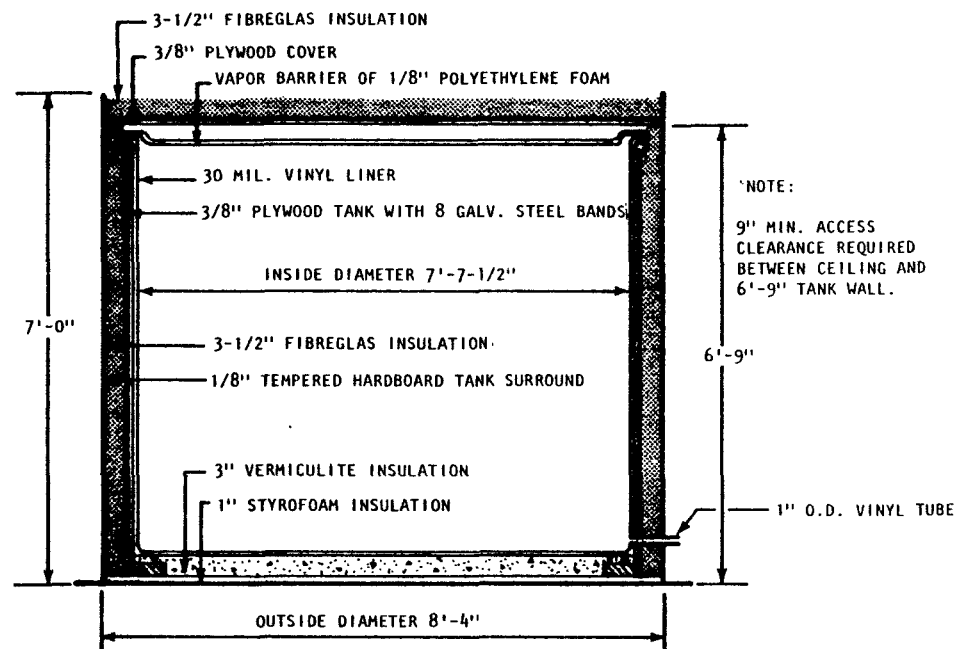 3-1/2" FIBREGLAS INSULATION
3/8" PLYWOOD COVER
VAPOR BARRIER OF 1/8" POLYETHYLENE FOAM
30 MIL. VINYL LINER
3/8" PLYWOOD TANK WITH 8 GALV. STEEL BANDS
INSIDE DIAMETER 7'-7-1/2"
7'-0"
3-1/2" FIBREGLAS INSULATION
1/8" TEMPERED HARDBOARD TANK SURROUND
3" VERMICULITE INSULATION
1" STYROFOAM INSULATION
OUTSIDE DIAMETER 8'-4"
NOTE:
9" MIN. ACCESS
CLEARANCE REQUIRED
BETWEEN CEILING AND
6'-9" TANK WALL.
6'-9"
1" O.D. VINYL TUBE